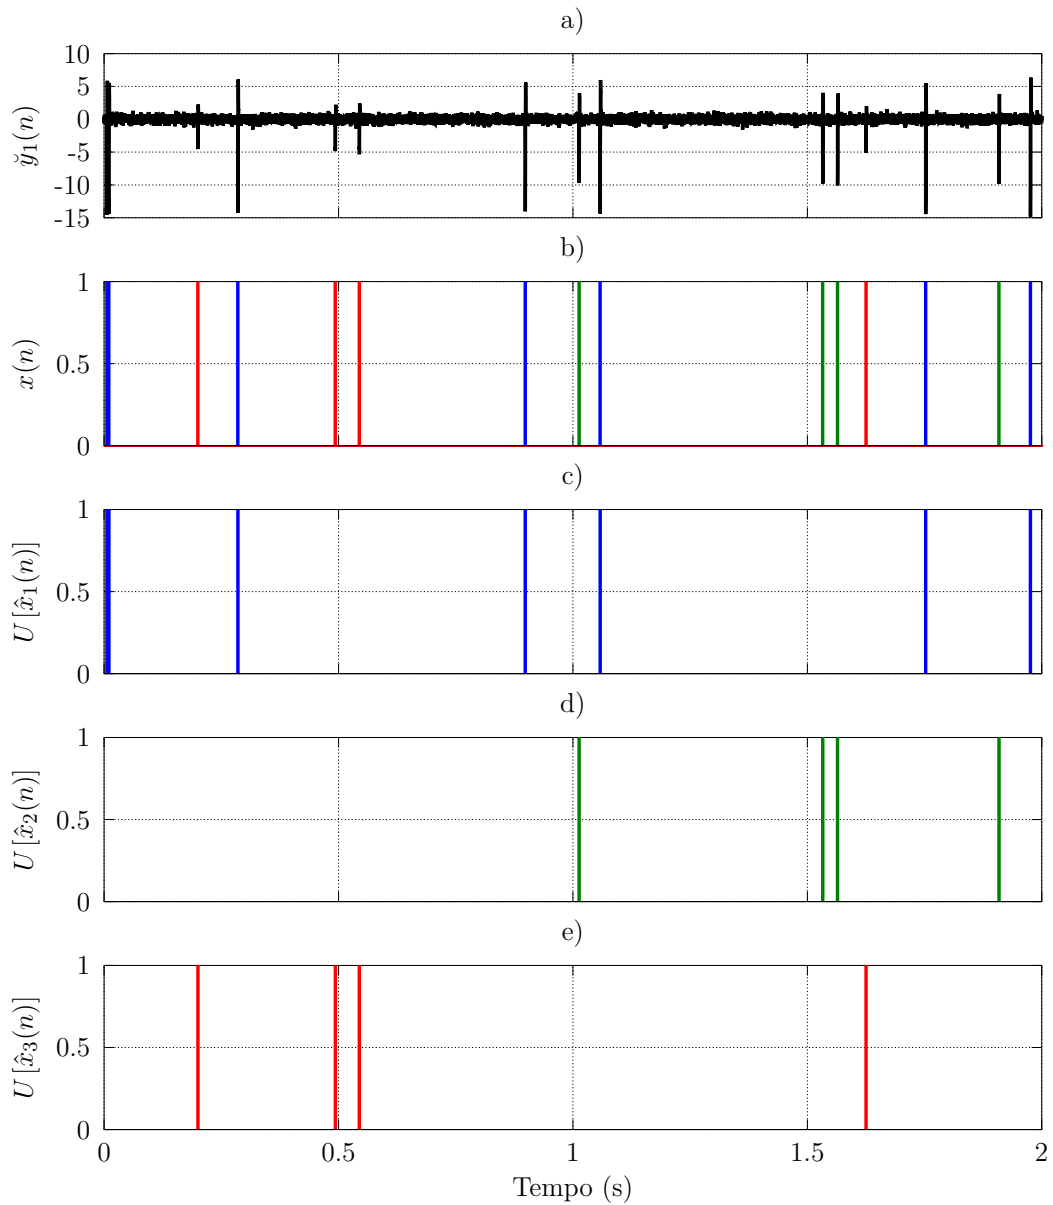 a)
10
5
0
-5
-10
-15
y̆₁(n)
b)
1
0.5
0
x(n)
c)
1
0.5
0
U [x̂₁(n)]
d)
1
0.5
0
U [x̂₂(n)]
e)
1
0.5
0
U [x̂₃(n)]
0 0.5 1 1.5 2
Tempo (s)